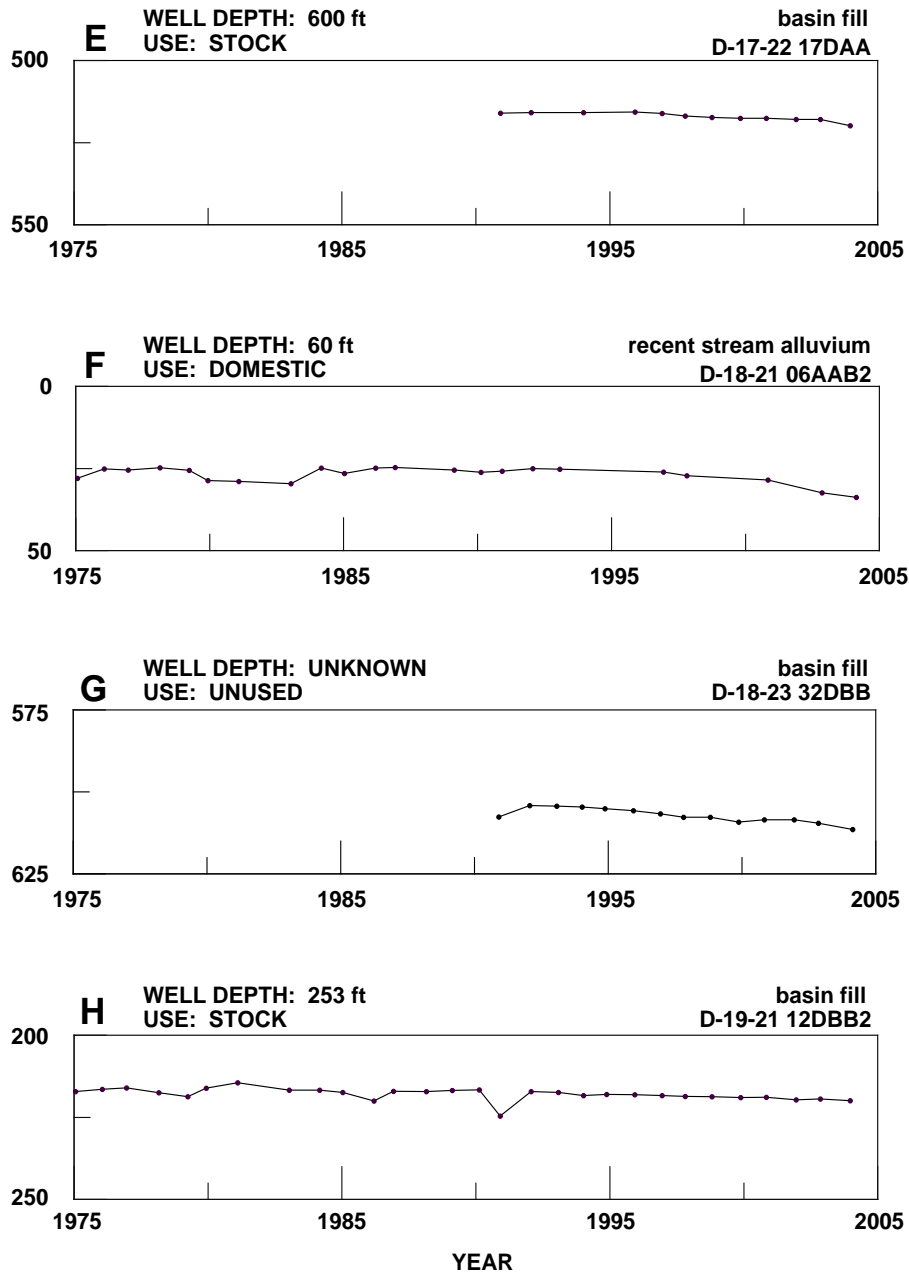 E
WELL DEPTH: 600 ft
basin fill
USE: STOCK
D-17-22 17DAA
500
550
1975
1985
1995
2005
F
WELL DEPTH: 60 ft
recent stream alluvium
USE: DOMESTIC
D-18-21 06AAB2
0
50
1975
1985
1995
2005
G
WELL DEPTH: UNKNOWN
basin fill
USE: UNUSED
D-18-23 32DBB
575
625
1975
1985
1995
2005
H
WELL DEPTH: 253 ft
basin fill
USE: STOCK
D-19-21 12DBB2
200
250
1975
1985
1995
2005
YEAR